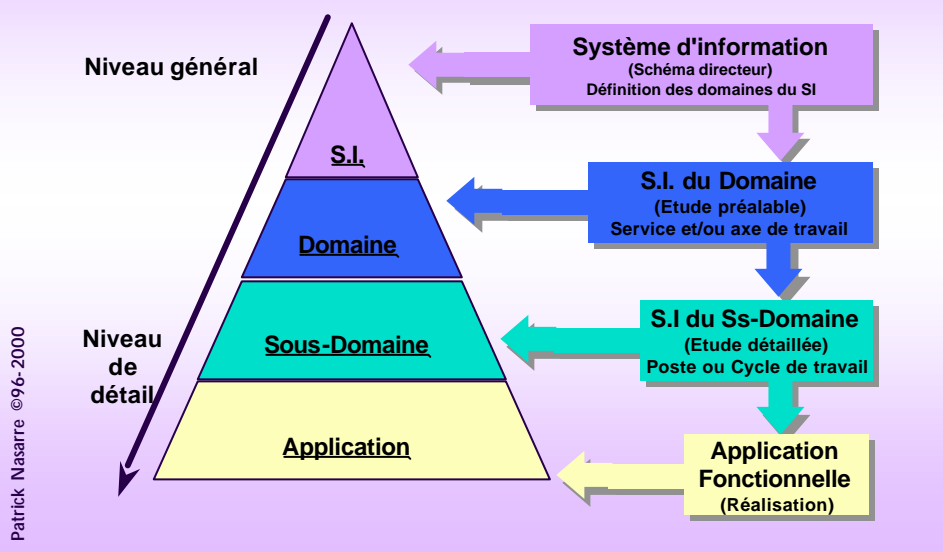 Niveau général
Niveau
de
détail
S.I.
Domaine
Sous-Domaine
Application
Système d'information
(Schéma directeur)
Définition des domaines du SI
S.I. du Domaine
(Etude préalable)
Service et/ou axe de travail
S.I du Ss-Domaine
(Etude détaillée)
Poste ou Cycle de travail
Application
Fonctionnelle
(Réalisation)
Patrick Nasarre ©96-2000